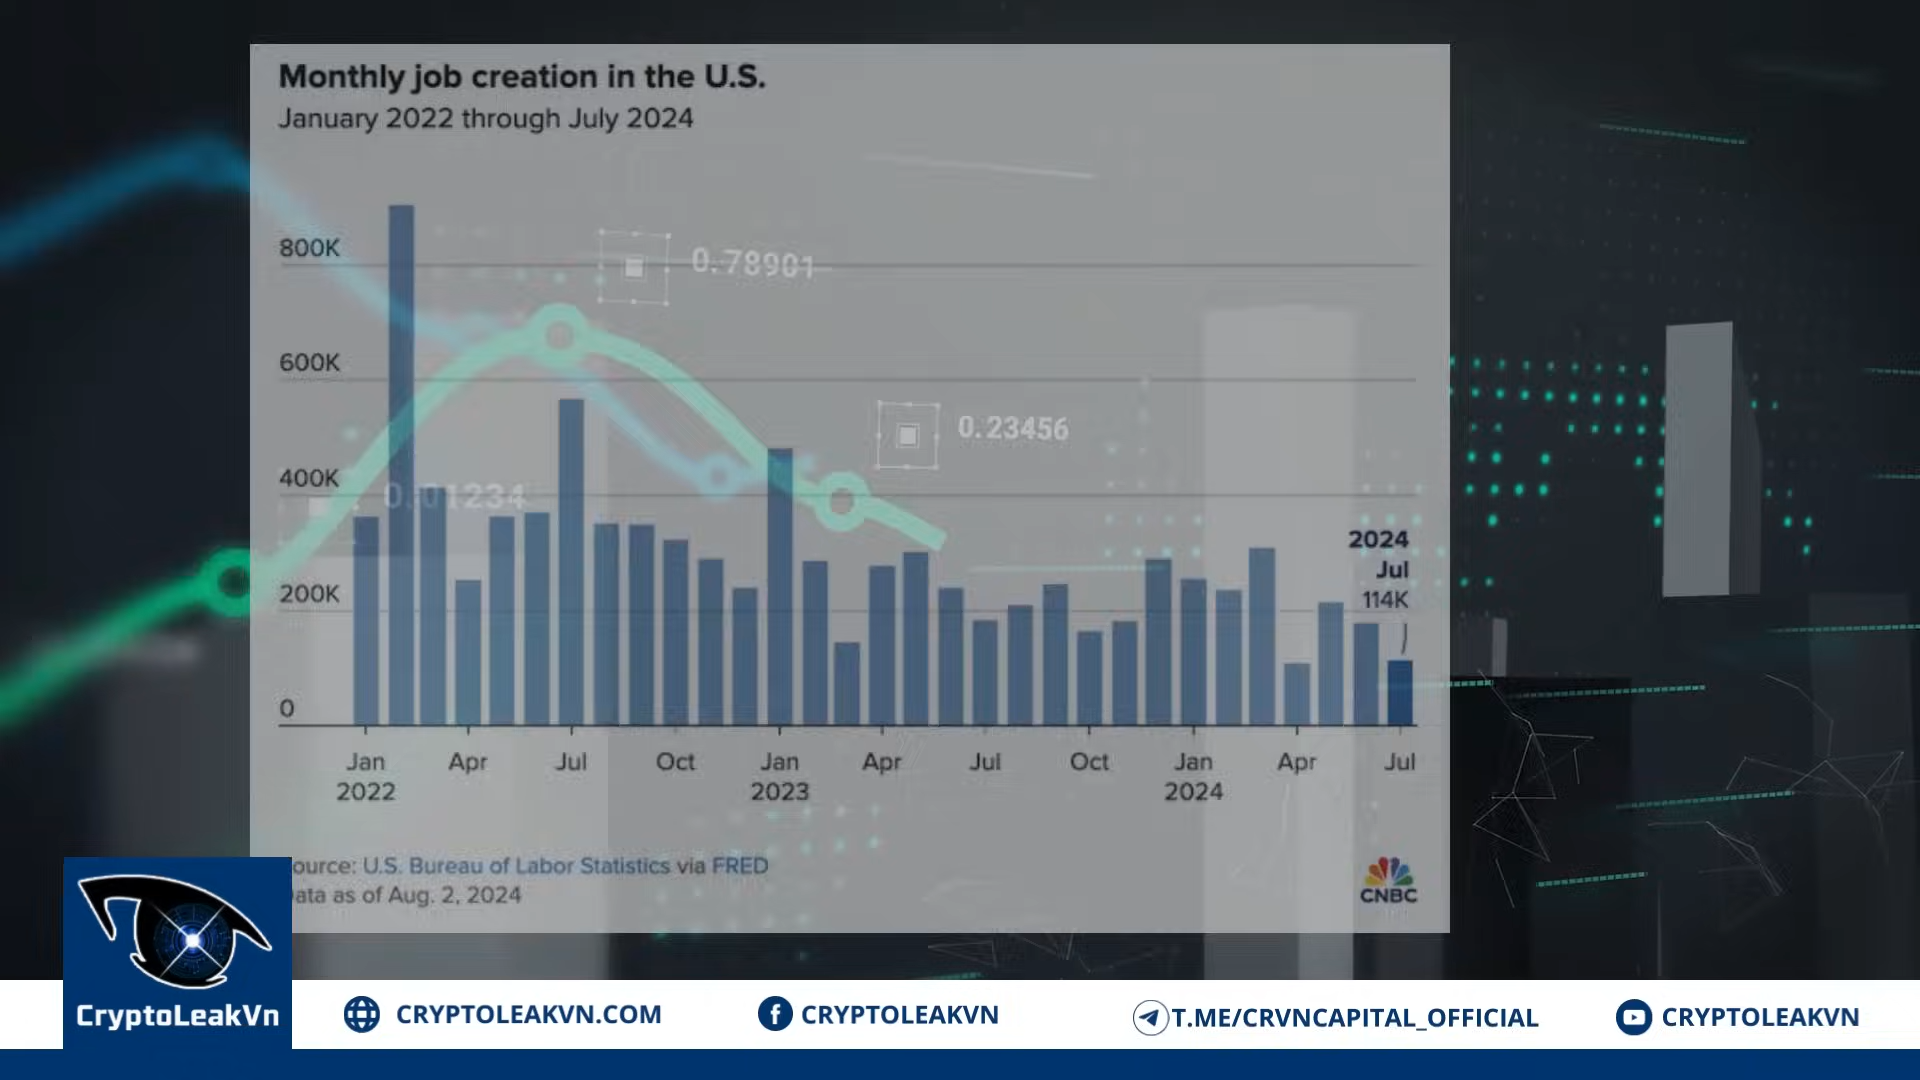 Monthly job creation in the U.S.
January 2022 through July 2024
800K
0.78901
600K
0.23456
400K
0.01234
2024
Jul
114K
200K
0
Jan Apr Jul Oct Jan Apr Jul Oct Jan Apr Jul
2022 2023 2024
ource: U.S. Bureau of Labor Statistics via FRED
ata as of Aug. 2, 2024
CNBC
CryptoLeakVn
CRYPTOLEAKVN.COM
CRYPTOLEAKVN
T.ME/CRVNCAPITAL_OFFICIAL
CRYPTOLEAKVN